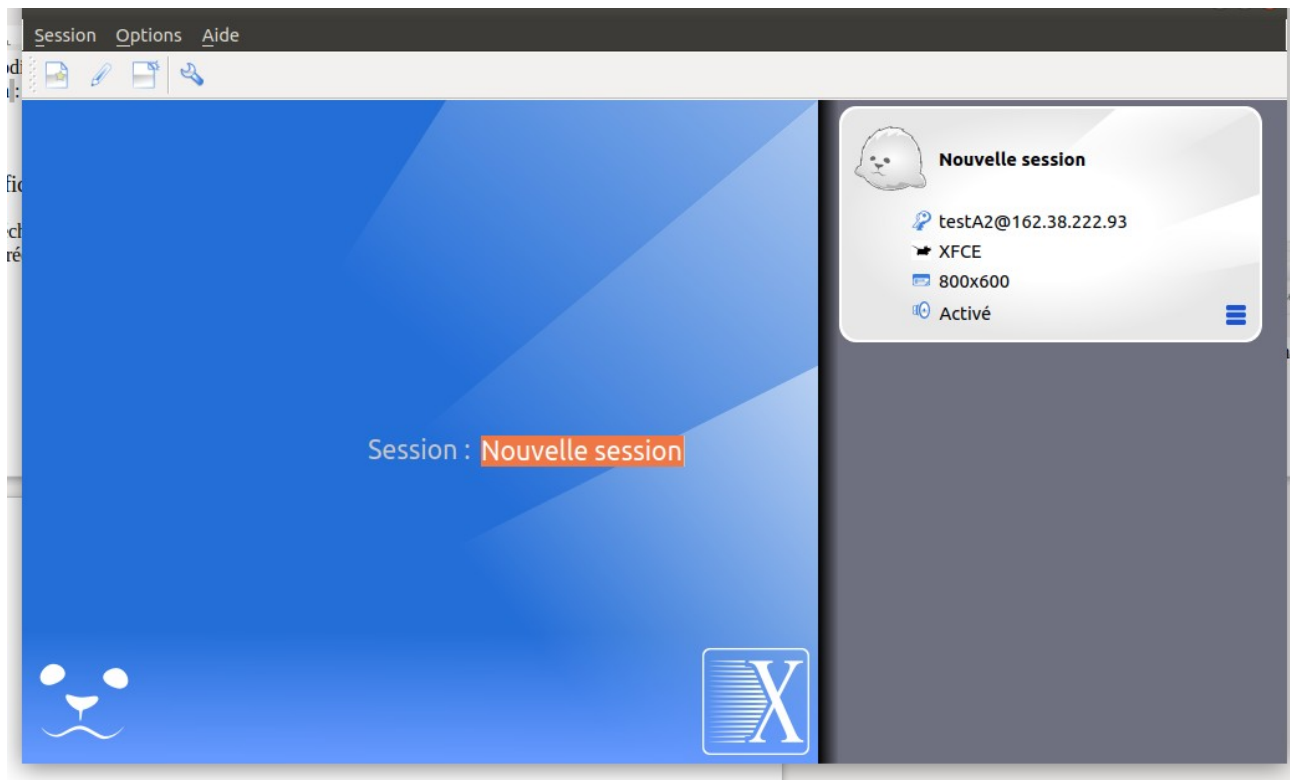 Session Options Aide
Session : Nouvelle session
Nouvelle session
testA2@162.38.222.93
XFCE
800x600
Activé
X